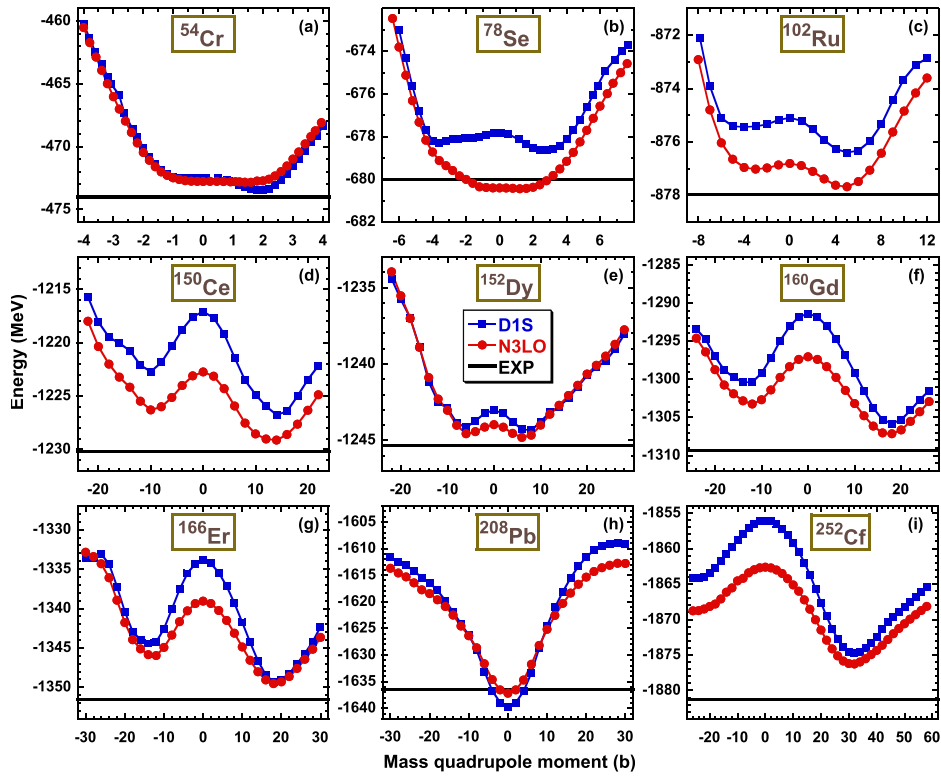 (a) ⁵⁴Cr
-460
-465
-470
-475
-4 -3 -2 -1 0 1 2 3 4
(b) ⁷⁸Se
-674
-676
-678
-680
-682
-6 -4 -2 0 2 4 6
(c) ¹⁰²Ru
-872
-874
-876
-878
-8 -4 0 4 8 12
Energy (MeV)
(d) ¹⁵⁰Ce
-1215
-1220
-1225
-1230
-20 -10 0 10 20
(e) ¹⁵²Dy
-1235
-1240
-1245
D1S
N3LO
EXP
-20 -10 0 10 20
(f) ¹⁶⁰Gd
-1285
-1290
-1295
-1300
-1305
-1310
-20 -10 0 10 20
(g) ¹⁶⁶Er
-1330
-1335
-1340
-1345
-1350
-30 -20 -10 0 10 20 30
(h) ²⁰⁸Pb
-1605
-1610
-1615
-1620
-1625
-1630
-1635
-1640
-30 -20 -10 0 10 20 30
(i) ²⁵²Cf
-1855
-1860
-1865
-1870
-1875
-1880
-20 -10 0 10 20 30 40 50 60
Mass quadrupole moment (b)